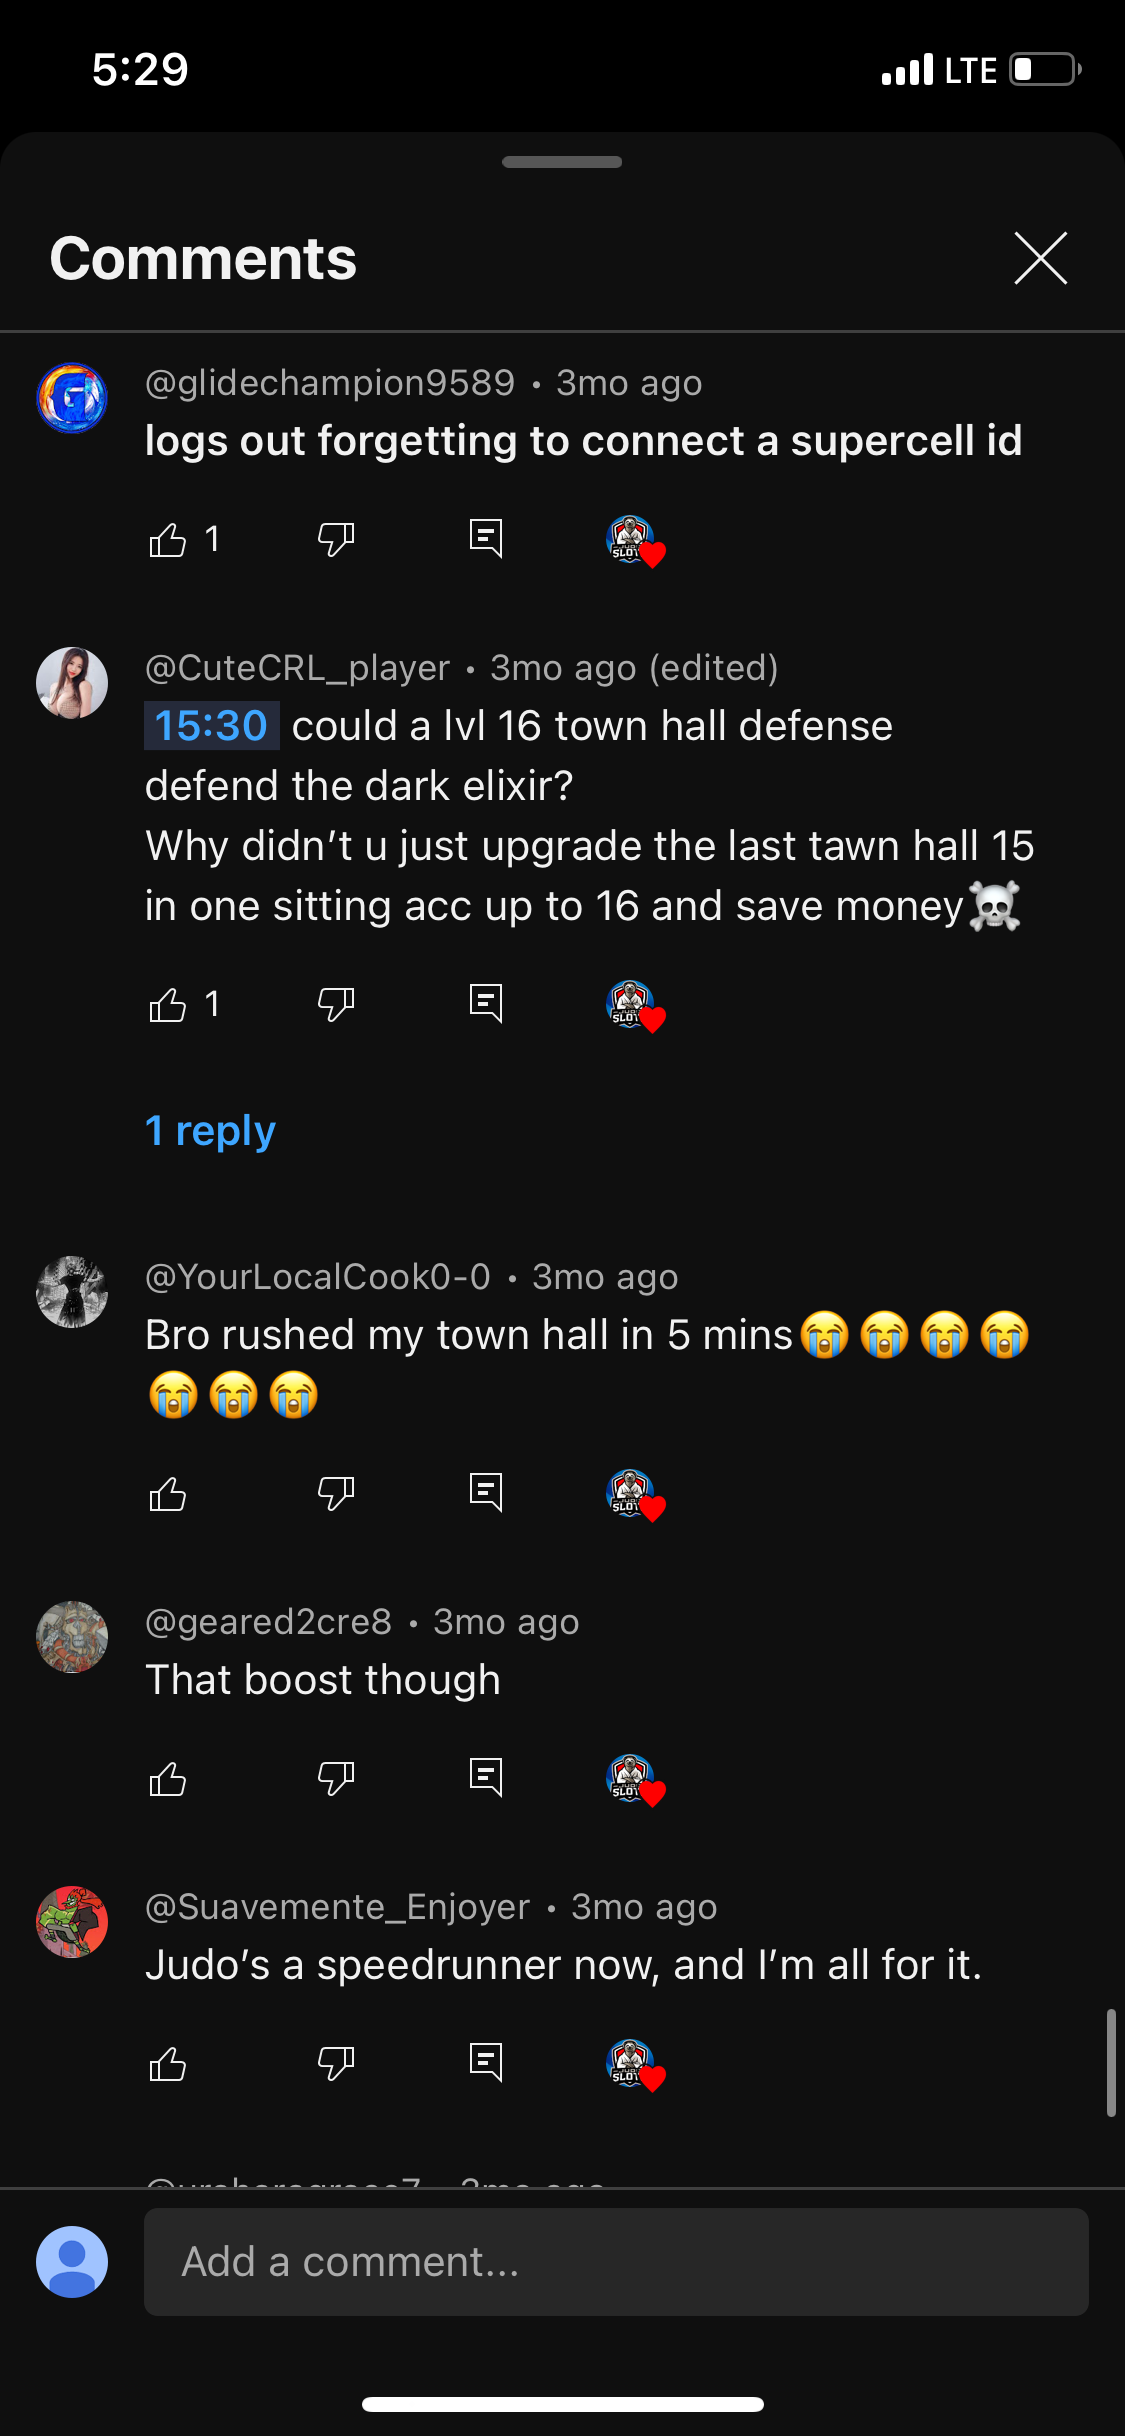 5:29
LTE
Comments
@glidechampion9589 • 3mo ago
logs out forgetting to connect a supercell id
1
@CuteCRL_player • 3mo ago (edited)
15:30 could a lvl 16 town hall defense
defend the dark elixir?
Why didn’t u just upgrade the last tawn hall 15
in one sitting acc up to 16 and save money☠️
1
1 reply
@YourLocalCook0-0 • 3mo ago
Bro rushed my town hall in 5 mins😭😭😭😭
😭😭😭
@geared2cre8 • 3mo ago
That boost though
@Suavemente_Enjoyer • 3mo ago
Judo’s a speedrunner now, and I’m all for it.
3mo ago
Add a comment...